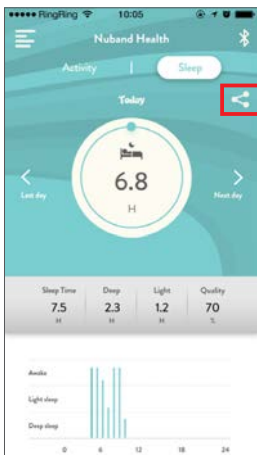 RingRing 10:05
Nuband Health
Activity | Sleep
Today
6.8
H
Last day Next day
Sleep Time Deep Light Quality
7.5 2.3 1.2 70
H H H %
Awake
Light sleep
Deep sleep
0 6 12 18 24